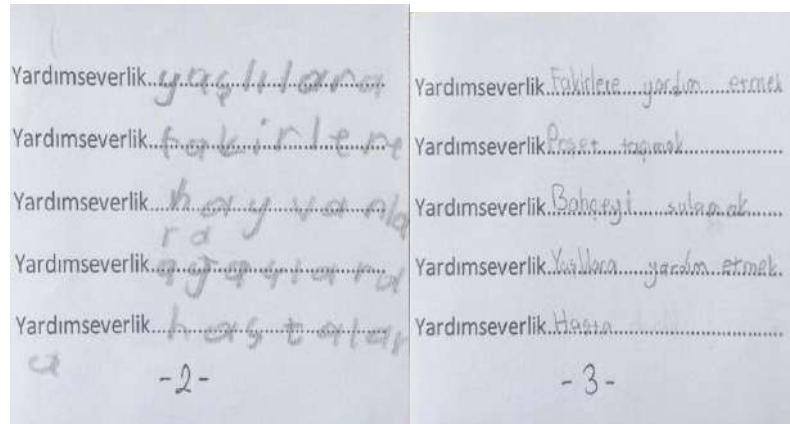 Yardımseverlik...yaşlılara
Yardımseverlik...fakirlere
Yardımseverlik...hayvanla
ra
Yardımseverlik...ağaçlara
Yardımseverlik...hastalar
a
-2-
Yardımseverlik...Fakirlere yardım etmek
Yardımseverlik...Poşet taşımak
Yardımseverlik...Bahçeyi sulamak
Yardımseverlik...Yaşlılara yardım etmek.
Yardımseverlik...Hasta
-3-